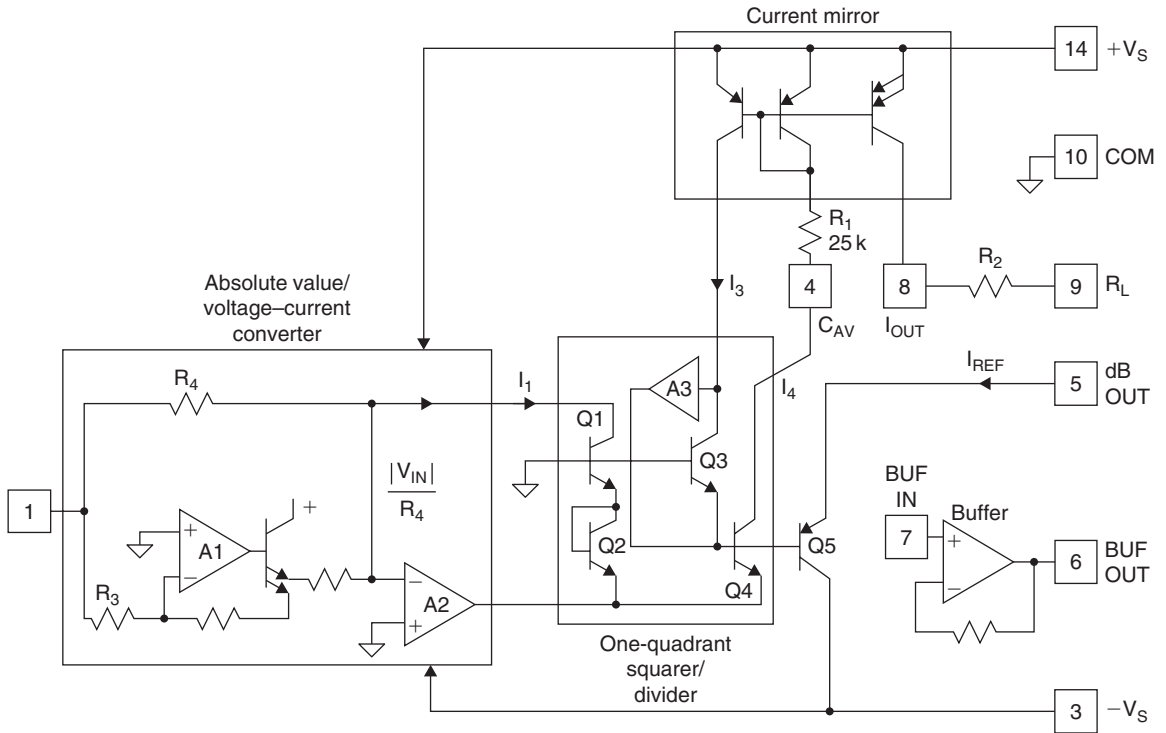 Current mirror
14 +VS
10 COM
R1
25 k
Absolute value/
voltage–current
converter
I3
4
CAV
8
IOUT
R2
9 RL
R4
I1
A3
I4
IREF
5 dB
OUT
Q1
Q3
|VIN|
R4
1
+
+
A1
−
BUF
IN
7
Buffer
+
−
6 BUF
OUT
Q2
Q5
R3
−
A2
+
Q4
One-quadrant
squarer/
divider
3 −VS